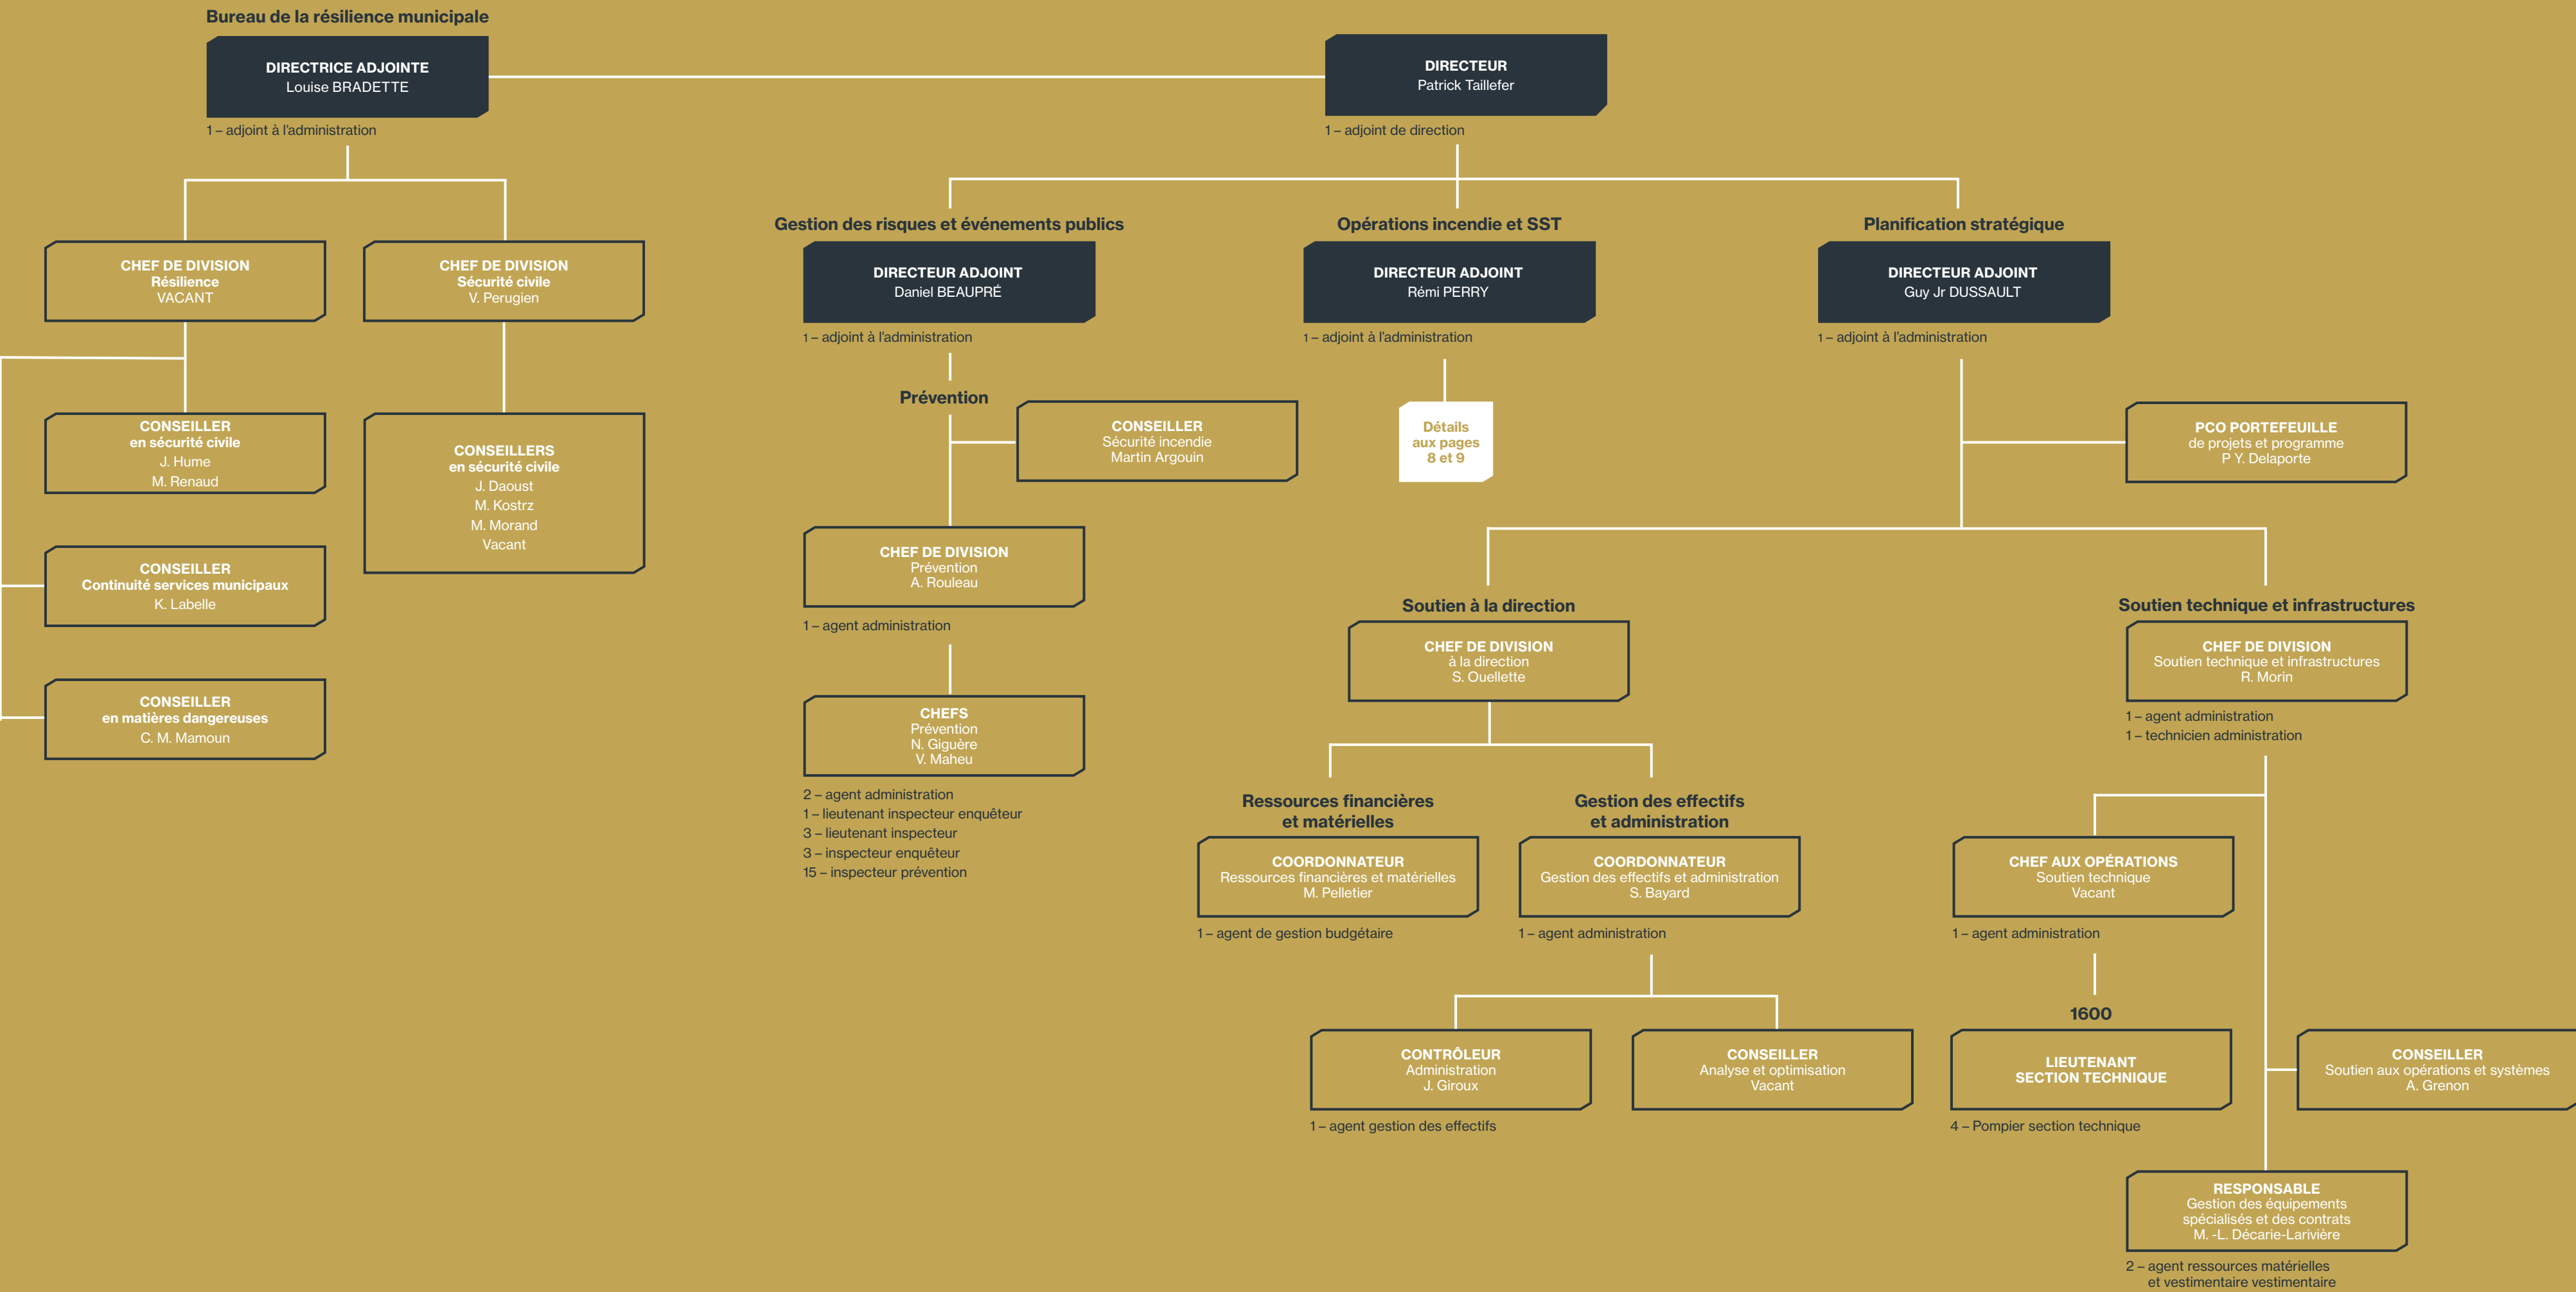 Bureau de la résilience municipale
DIRECTRICE ADJOINTE
Louise BRADETTE
1 – adjoint à l'administration
DIRECTEUR
Patrick Taillefer
1 – adjoint de direction
CHEF DE DIVISION
Résilience
VACANT
CHEF DE DIVISION
Sécurité civile
V. Perugien
CONSEILLER
en sécurité civile
J. Hume
M. Renaud
CONSEILLERS
en sécurité civile
J. Daoust
M. Kostrz
M. Morand
Vacant
CONSEILLER
Continuité services municipaux
K. Labelle
CONSEILLER
en matières dangereuses
C. M. Mamoun
Gestion des risques et événements publics
DIRECTEUR ADJOINT
Daniel BEAUPRÉ
1 – adjoint à l'administration
Prévention
CONSEILLER
Sécurité incendie
Martin Argouin
CHEF DE DIVISION
Prévention
A. Rouleau
1 – agent administration
CHEFS
Prévention
N. Giguère
V. Maheu
2 – agent administration
1 – lieutenant inspecteur enquêteur
3 – lieutenant inspecteur
3 – inspecteur enquêteur
15 – inspecteur prévention
Opérations incendie et SST
DIRECTEUR ADJOINT
Rémi PERRY
1 – adjoint à l'administration
Détails
aux pages
8 et 9
Planification stratégique
DIRECTEUR ADJOINT
Guy Jr DUSSAULT
1 – adjoint à l'administration
PCO PORTEFEUILLE
de projets et programme
P Y. Delaporte
Soutien à la direction
CHEF DE DIVISION
à la direction
S. Ouellette
Ressources financières
et matérielles
COORDONNATEUR
Ressources financières et matérielles
M. Pelletier
1 – agent de gestion budgétaire
Gestion des effectifs
et administration
COORDONNATEUR
Gestion des effectifs et administration
S. Bayard
1 – agent administration
CONTRÔLEUR
Administration
J. Giroux
1 – agent gestion des effectifs
CONSEILLER
Analyse et optimisation
Vacant
Soutien technique et infrastructures
CHEF DE DIVISION
Soutien technique et infrastructures
R. Morin
1 – agent administration
1 – technicien administration
CHEF AUX OPÉRATIONS
Soutien technique
Vacant
1 – agent administration
1600
LIEUTENANT
SECTION TECHNIQUE
4 – Pompier section technique
CONSEILLER
Soutien aux opérations et systèmes
A. Grenon
RESPONSABLE
Gestion des équipements
spécialisés et des contrats
M. -L. Décarie-Larivière
2 – agent ressources matérielles
et vestimentaire vestimentaire